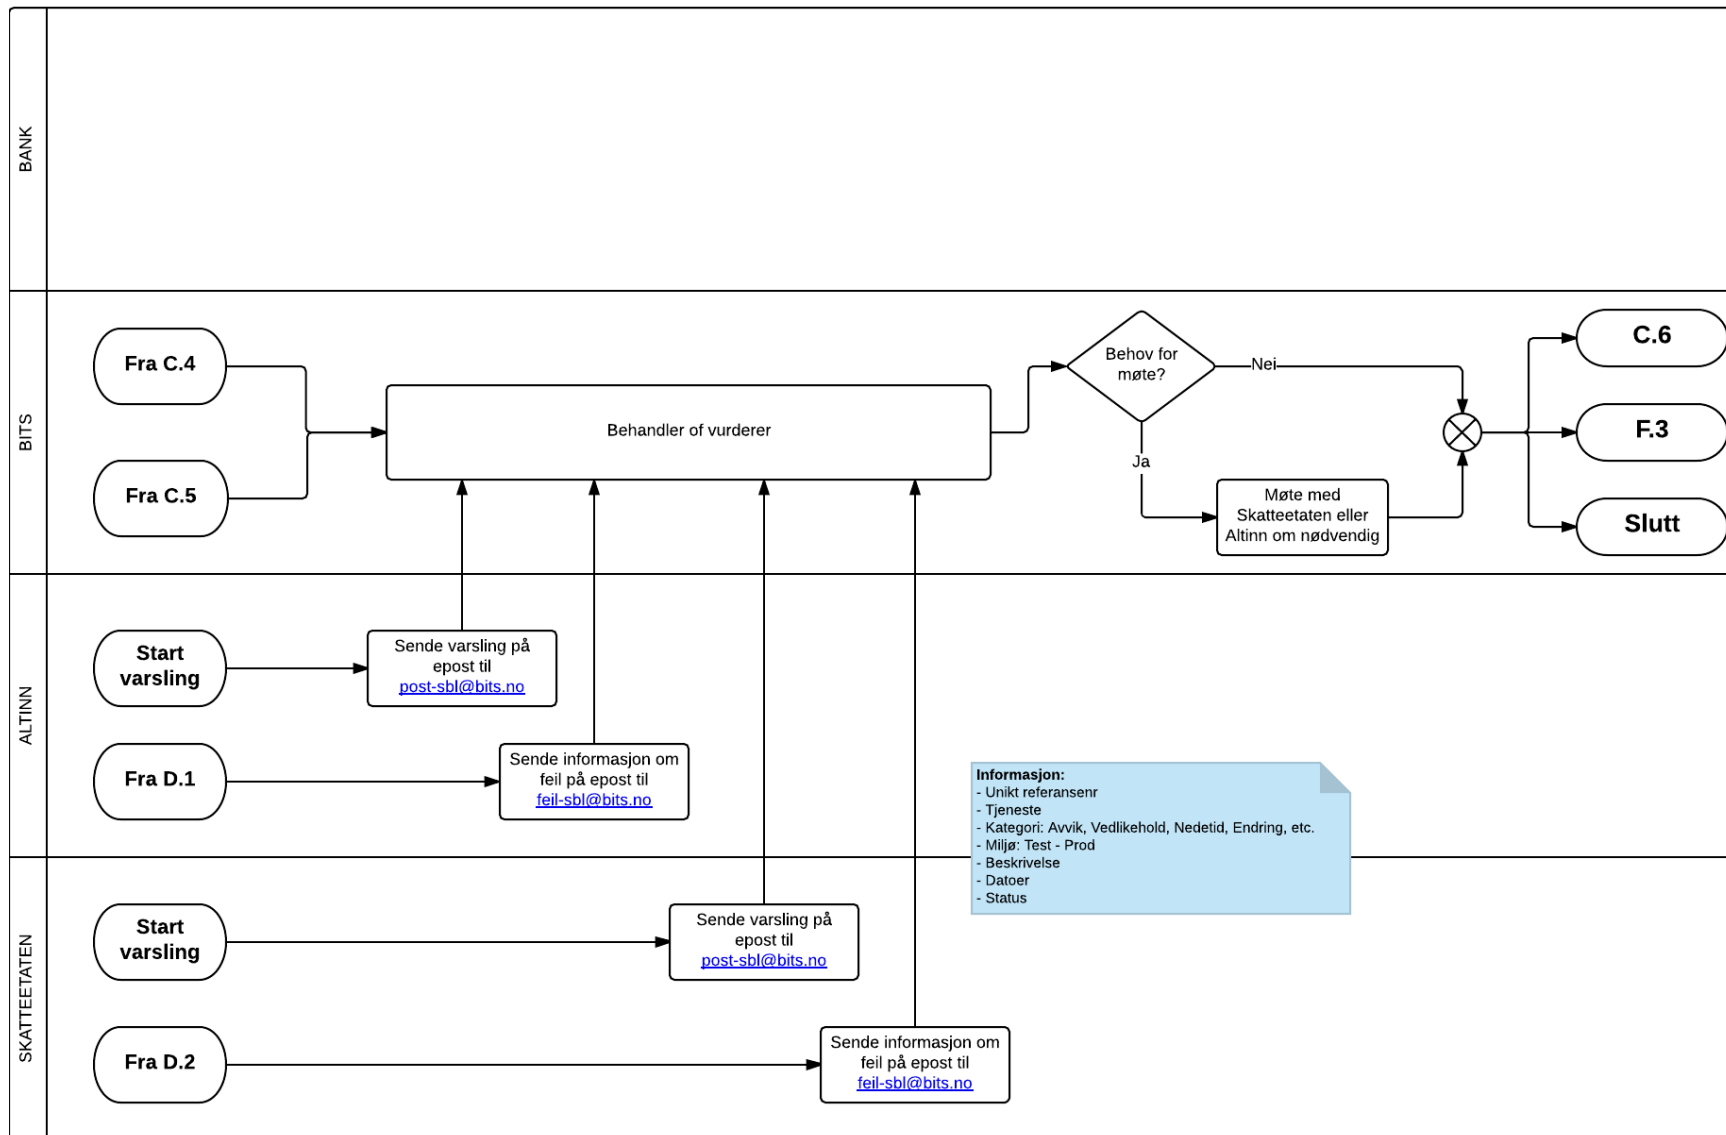 BANK
BITS
Fra C.4
Fra C.5
Behandler of vurderer
Behov for
møte?
Nei
Ja
Møte med
Skatteetaten eller
Altinn om nødvendig
C.6
F.3
Slutt
ALTINN
Start
varsling
Sende varsling på
epost til
post-sbl@bits.no
Fra D.1
Sende informasjon om
feil på epost til
feil-sbl@bits.no
Informasjon:
- Unikt referansenr
- Tjeneste
- Kategori: Avvik, Vedlikehold, Nedetid, Endring, etc.
- Miljø: Test - Prod
- Beskrivelse
- Datoer
- Status
SKATTEETATEN
Start
varsling
Sende varsling på
epost til
post-sbl@bits.no
Fra D.2
Sende informasjon om
feil på epost til
feil-sbl@bits.no